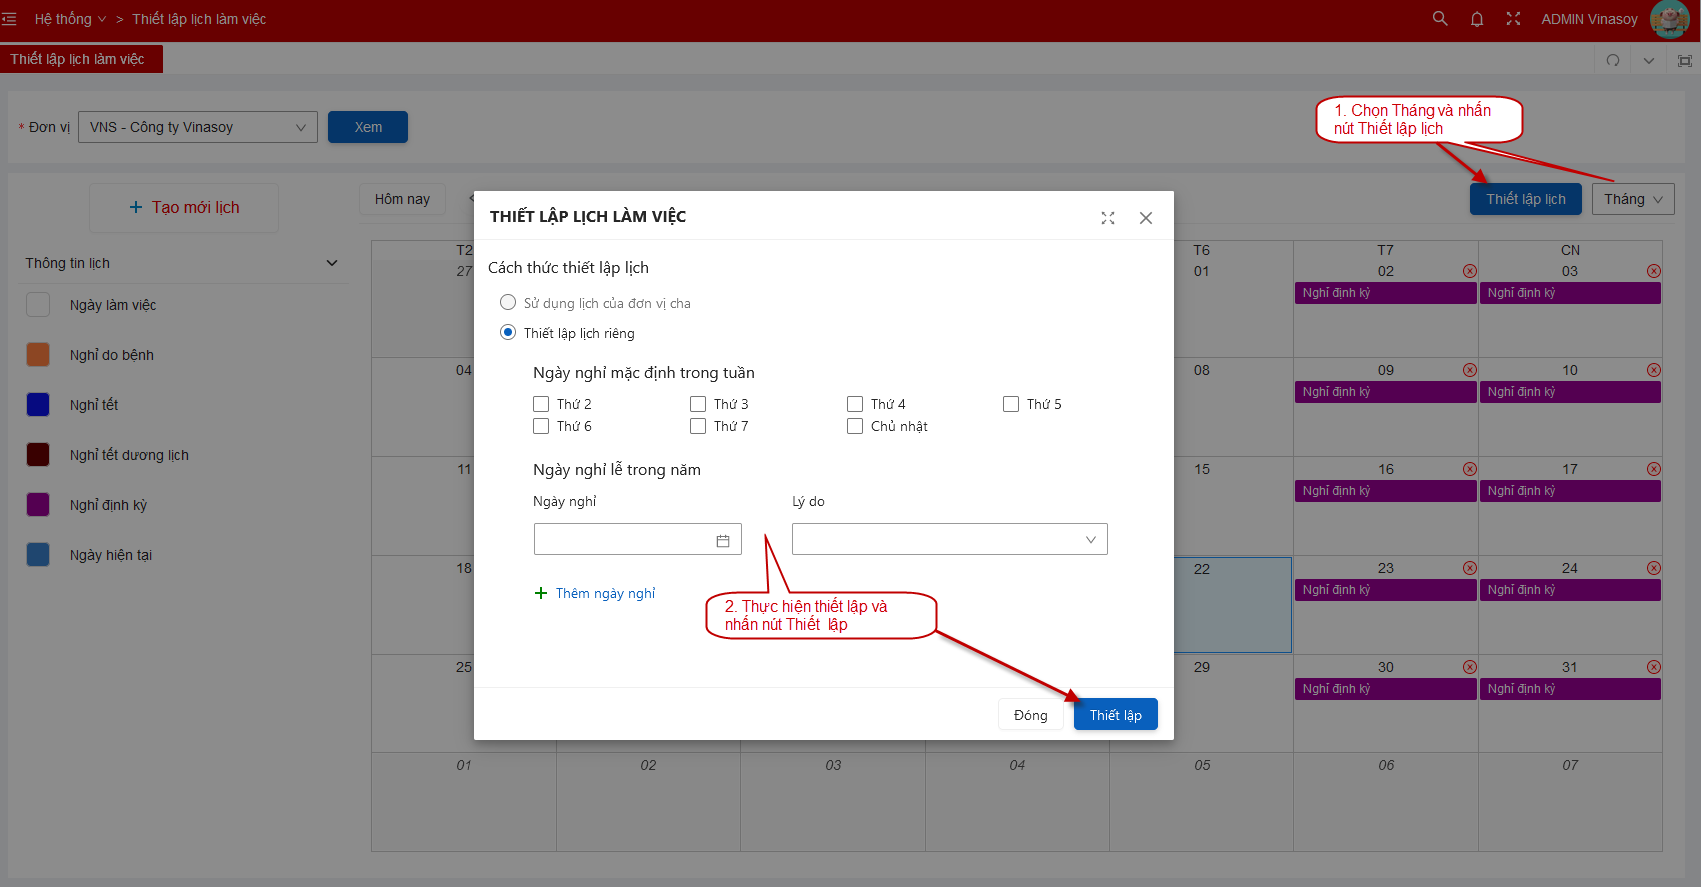 Hệ thống > Thiết lập lịch làm việc
ADMIN Vinasoy
Thiết lập lịch làm việc
* Đơn vị VNS - Công ty Vinasoy Xem
1. Chọn Tháng và nhấn
nút Thiết lập lịch
+ Tạo mới lịch
Hôm nay
Thiết lập lịch
Tháng
Thông tin lịch
Ngày làm việc
Nghỉ do bệnh
Nghỉ tết
Nghỉ tết dương lịch
Nghỉ định kỳ
Ngày hiện tại
THIẾT LẬP LỊCH LÀM VIỆC
Cách thức thiết lập lịch
Sử dụng lịch của đơn vị cha
Thiết lập lịch riêng
Ngày nghỉ mặc định trong tuần
Thứ 2 Thứ 3 Thứ 4 Thứ 5
Thứ 6 Thứ 7 Chủ nhật
Ngày nghỉ lễ trong năm
Ngày nghỉ Lý do
+ Thêm ngày nghỉ
2. Thực hiện thiết lập và
nhấn nút Thiết lập
Đóng Thiết lập
T2 T6 T7 CN
27 01 02 03
Nghỉ định kỳ Nghỉ định kỳ
04 08 09 10
Nghỉ định kỳ Nghỉ định kỳ
11 15 16 17
Nghỉ định kỳ Nghỉ định kỳ
18 22 23 24
Nghỉ định kỳ Nghỉ định kỳ
25 29 30 31
Nghỉ định kỳ Nghỉ định kỳ
01 02 03 04 05 06 07